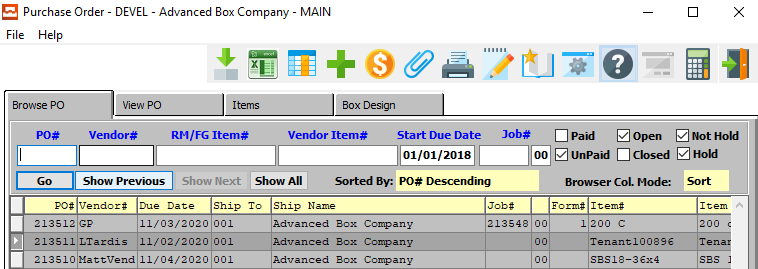 Purchase Order - DEVEL - Advanced Box Company - MAIN
File Help
Browse PO View PO Items Box Design
PO# Vendor# RM/FG Item# Vendor Item# Start Due Date Job# Paid Open Not Hold
01/01/2018 00 UnPaid Closed Hold
Go Show Previous Show Next Show All Sorted By: PO# Descending Browser Col. Mode: Sort
PO# Vendor# Due Date Ship To Ship Name Job# Form# Item# Item
213512 GP 11/03/2020 001 Advanced Box Company 213548 00 1 200 C 200
213511 LTardis 11/02/2020 001 Advanced Box Company 00 Tenant100896 Tenan
213510 MattVend 11/04/2020 001 Advanced Box Company 00 SBS18-36x4 SBS